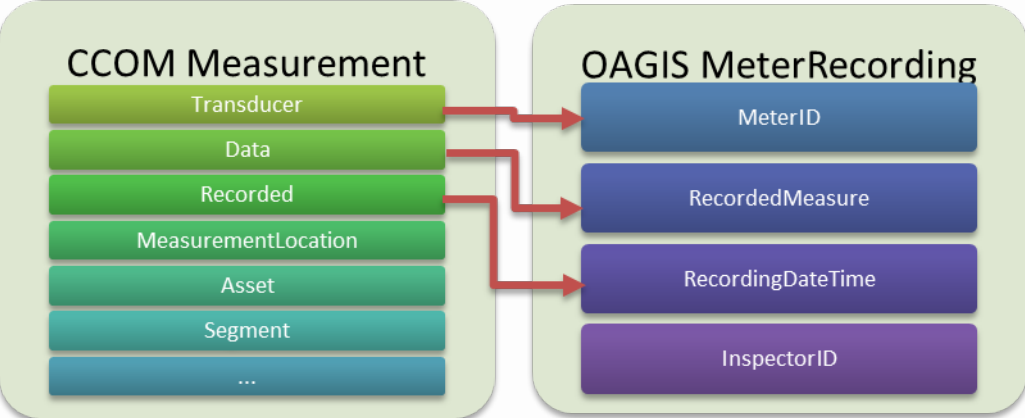 CCOM Measurement
Transducer
Data
Recorded
MeasurementLocation
Asset
Segment
...
OAGIS MeterRecording
MeterID
RecordedMeasure
RecordingDateTime
InspectorID